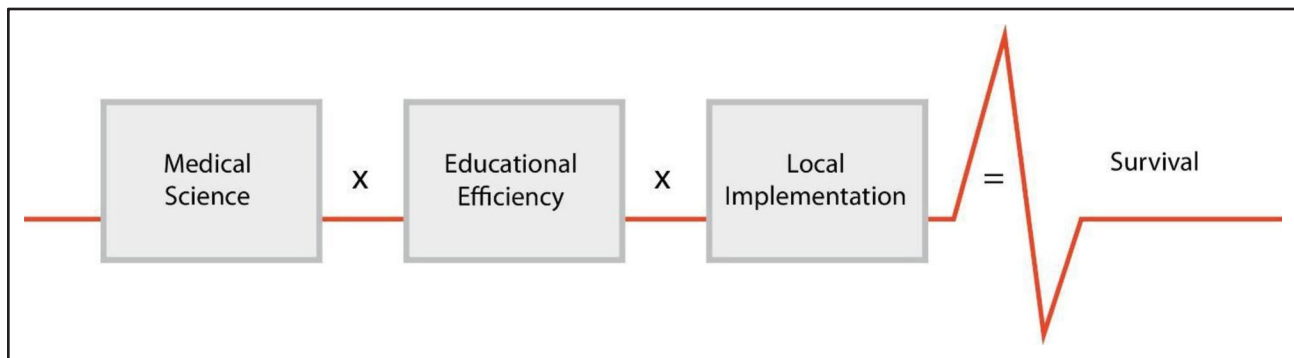 Medical
Science
x
Educational
Efficiency
x
Local
Implementation
=
Survival